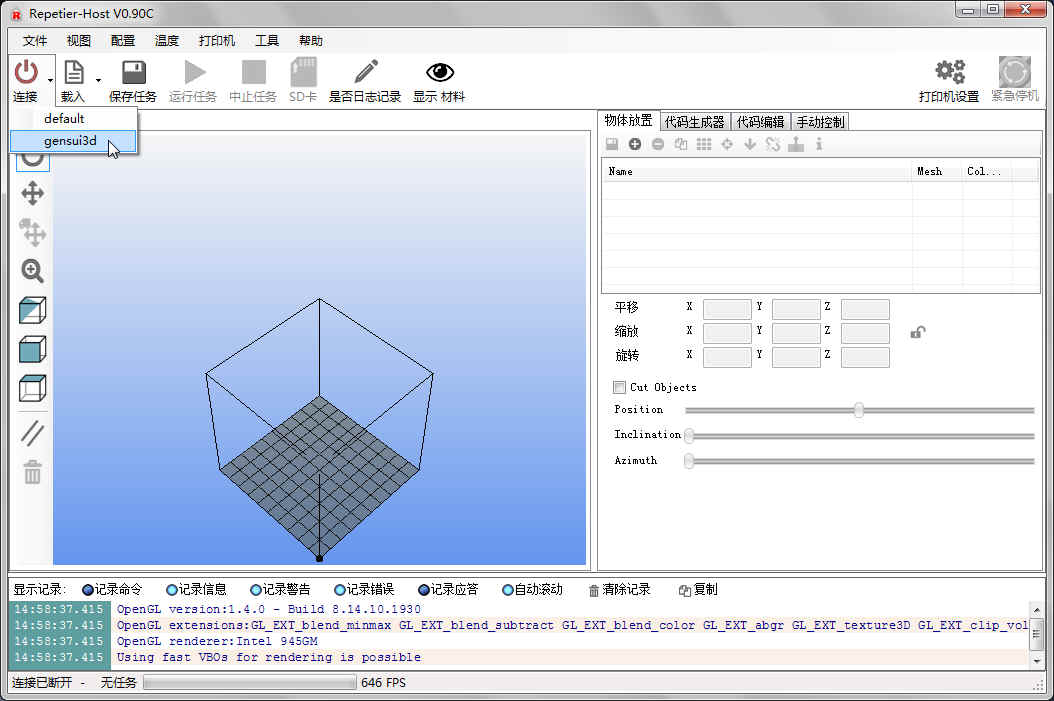 Repetier-Host V0.90C
文件 视图 配置 温度 打印机 工具 帮助
连接 载入 保存任务 运行任务 中止任务 SD卡 是否日志记录 显示 材料 打印机设置 紧急停机
default
gensui3d
物体放置 代码生成器 代码编辑 手动控制
Name Mesh Col...
平移 X Y Z
缩放 X Y Z
旋转 X Y Z
Cut Objects
Position
Inclination
Azimuth
显示记录: 记录命令 记录信息 记录警告 记录错误 记录应答 自动滚动 清除记录 复制
14:58:37.415 OpenGL version:1.4.0 - Build 8.14.10.1930
14:58:37.415 OpenGL extensions:GL_EXT_blend_minmax GL_EXT_blend_subtract GL_EXT_blend_color GL_EXT_abgr GL_EXT_texture3D GL_EXT_clip_vol
14:58:37.415 OpenGL renderer:Intel 945GM
14:58:37.415 Using fast VBOs for rendering is possible
连接已断开 - 无任务 646 FPS